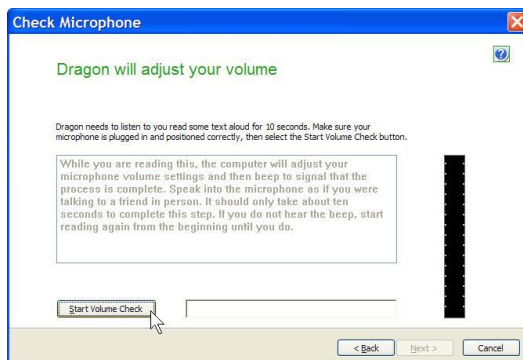 Check Microphone
Dragon will adjust your volume
Dragon needs to listen to you read some text aloud for 10 seconds. Make sure your
microphone is plugged in and positioned correctly, then select the Start Volume Check button.
While you are reading this, the computer will adjust your
microphone volume settings and then beep to signal that the
process is complete. Speak into the microphone as if you were
talking to a friend in person. It should only take about ten
seconds to complete this step. If you do not hear the beep, start
reading again from the beginning until you do.
Start Volume Check
< Back Next > Cancel